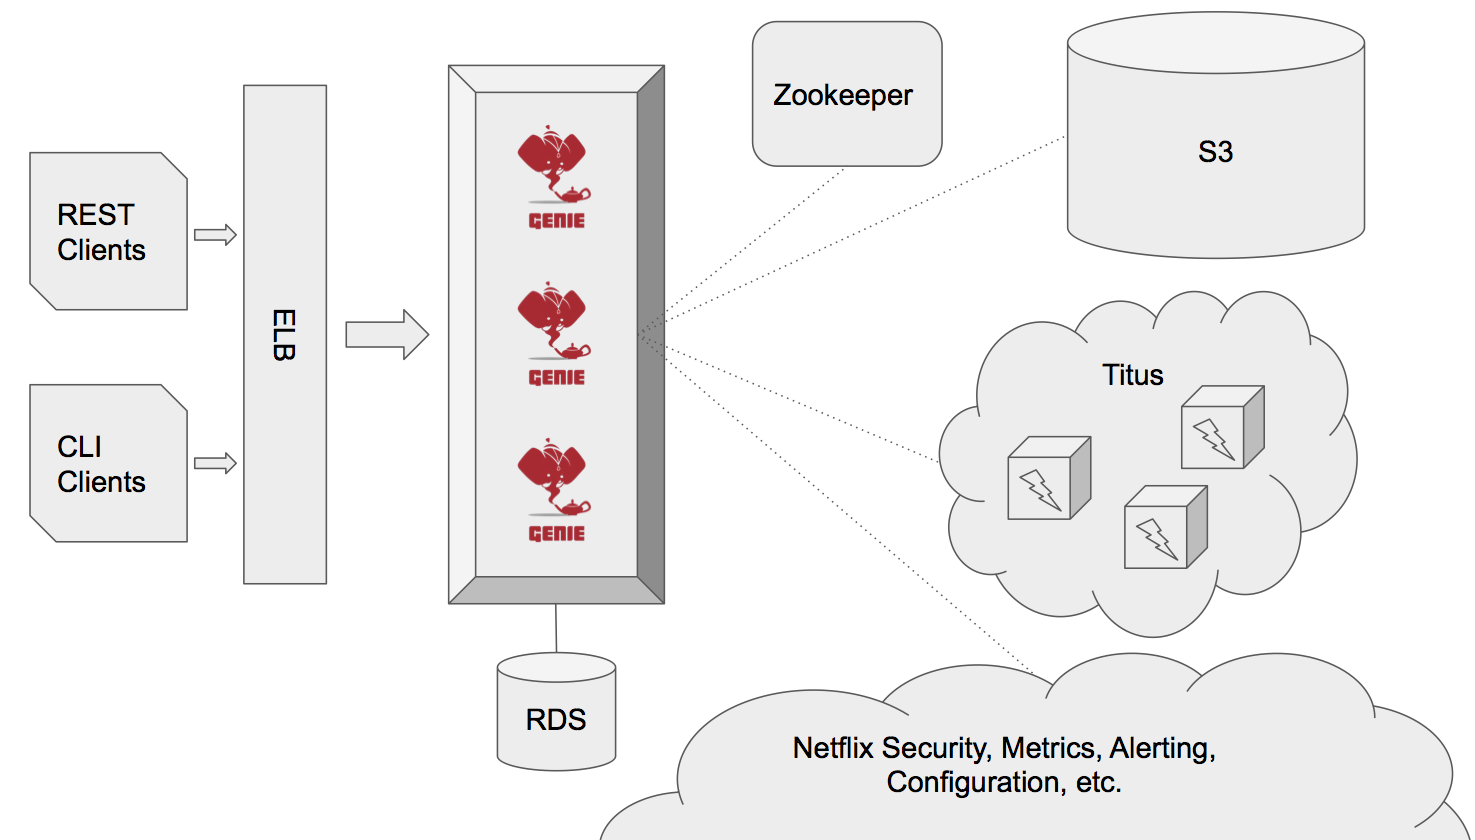 REST
Clients
CLI
Clients
ELB
GENIE
GENIE
GENIE
RDS
Zookeeper
S3
Titus
Netflix Security, Metrics, Alerting,
Configuration, etc.